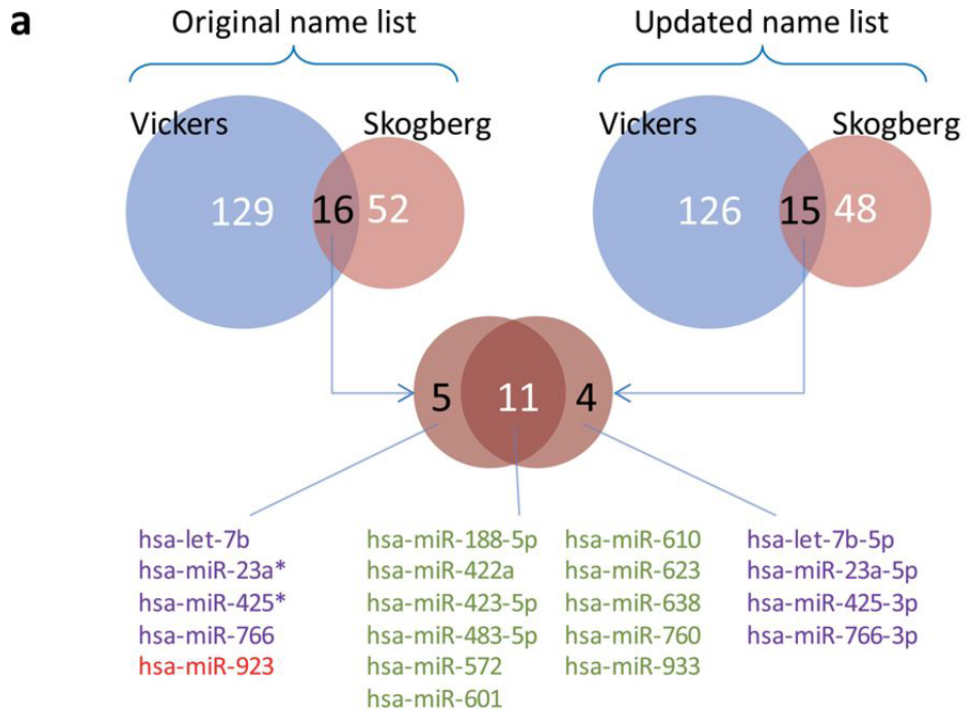 a
Original name list
Updated name list
Vickers
Skogberg
Vickers
Skogberg
129
16
52
126
15
48
5
11
4
hsa-let-7b
hsa-miR-23a*
hsa-miR-425*
hsa-miR-766
hsa-miR-923
hsa-miR-188-5p
hsa-miR-422a
hsa-miR-423-5p
hsa-miR-483-5p
hsa-miR-572
hsa-miR-601
hsa-miR-610
hsa-miR-623
hsa-miR-638
hsa-miR-760
hsa-miR-933
hsa-let-7b-5p
hsa-miR-23a-5p
hsa-miR-425-3p
hsa-miR-766-3p